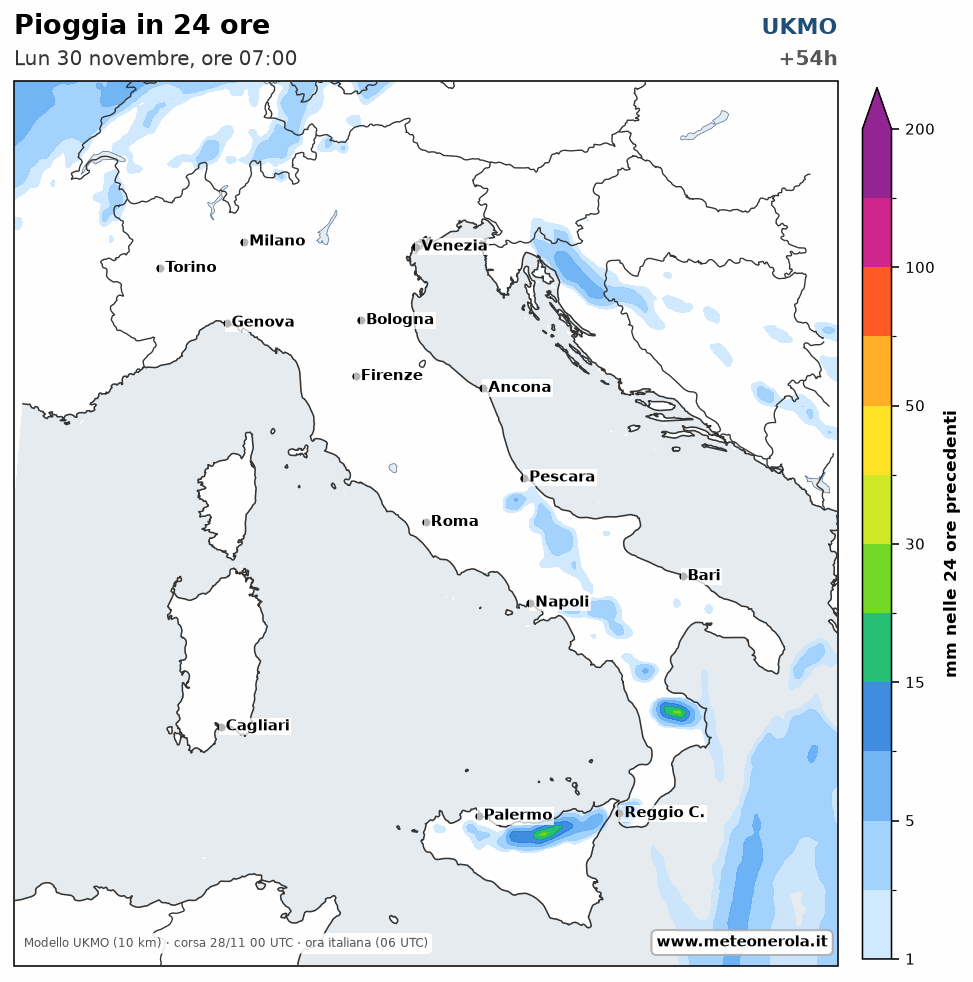 Pioggia in 24 ore
UKMO
Lun 30 novembre, ore 07:00
+54h
Milano
Venezia
Torino
Genova
Bologna
Firenze
Ancona
Pescara
Roma
Bari
Napoli
Cagliari
Palermo
Reggio C.
Modello UKMO (10 km) · corsa 28/11 00 UTC · ora italiana (06 UTC)
www.meteonerola.it
200
100
50
30
15
5
1
mm nelle 24 ore precedenti